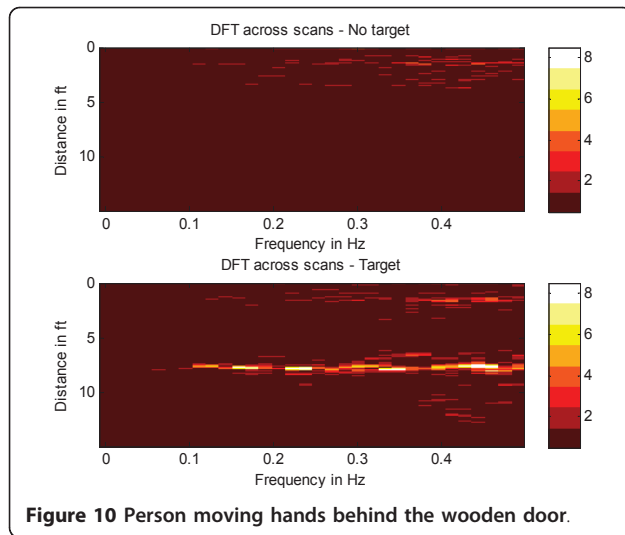 DFT across scans - No target
0
5
10
Distance in ft
0 0.1 0.2 0.3 0.4
Frequency in Hz
8
6
4
2
DFT across scans - Target
0
5
10
Distance in ft
0 0.1 0.2 0.3 0.4
Frequency in Hz
8
6
4
2
Figure 10 Person moving hands behind the wooden door.